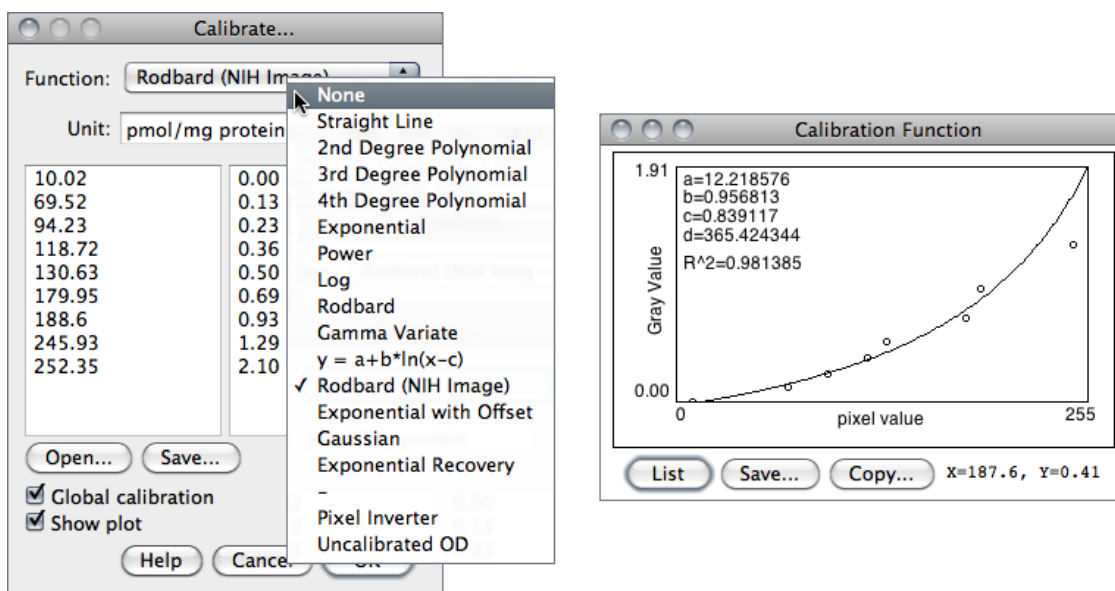 Calibrate...
Function: Rodbard (NIH Image)
Unit: pmol/mg protein
10.02 0.00
69.52 0.13
94.23 0.23
118.72 0.36
130.63 0.50
179.95 0.69
188.6 0.93
245.93 1.29
252.35 2.10
Open... Save...
Global calibration
Show plot
Help Cancel OK
None
Straight Line
2nd Degree Polynomial
3rd Degree Polynomial
4th Degree Polynomial
Exponential
Power
Log
Rodbard
Gamma Variate
y = a+b*ln(x-c)
✓ Rodbard (NIH Image)
Exponential with Offset
Gaussian
Exponential Recovery
–
Pixel Inverter
Uncalibrated OD
Calibration Function
1.91
a=12.218576
b=0.956813
c=0.839117
d=365.424344
R^2=0.981385
Gray Value
0.00
0 pixel value 255
List Save... Copy... X=187.6, Y=0.41